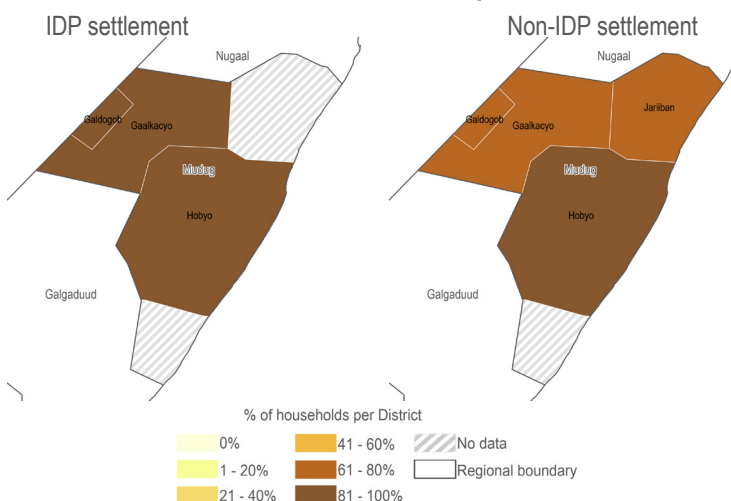 IDP settlement
Nugaal
Galdogob
Gaalkacyo
Mudug
Hobyo
Galgaduud
Non-IDP settlement
Nugaal
Jariiban
Galdogob
Gaalkacyo
Mudug
Hobyo
Galgaduud
% of households per District
0%
1 - 20%
21 - 40%
41 - 60%
61 - 80%
81 - 100%
No data
Regional boundary